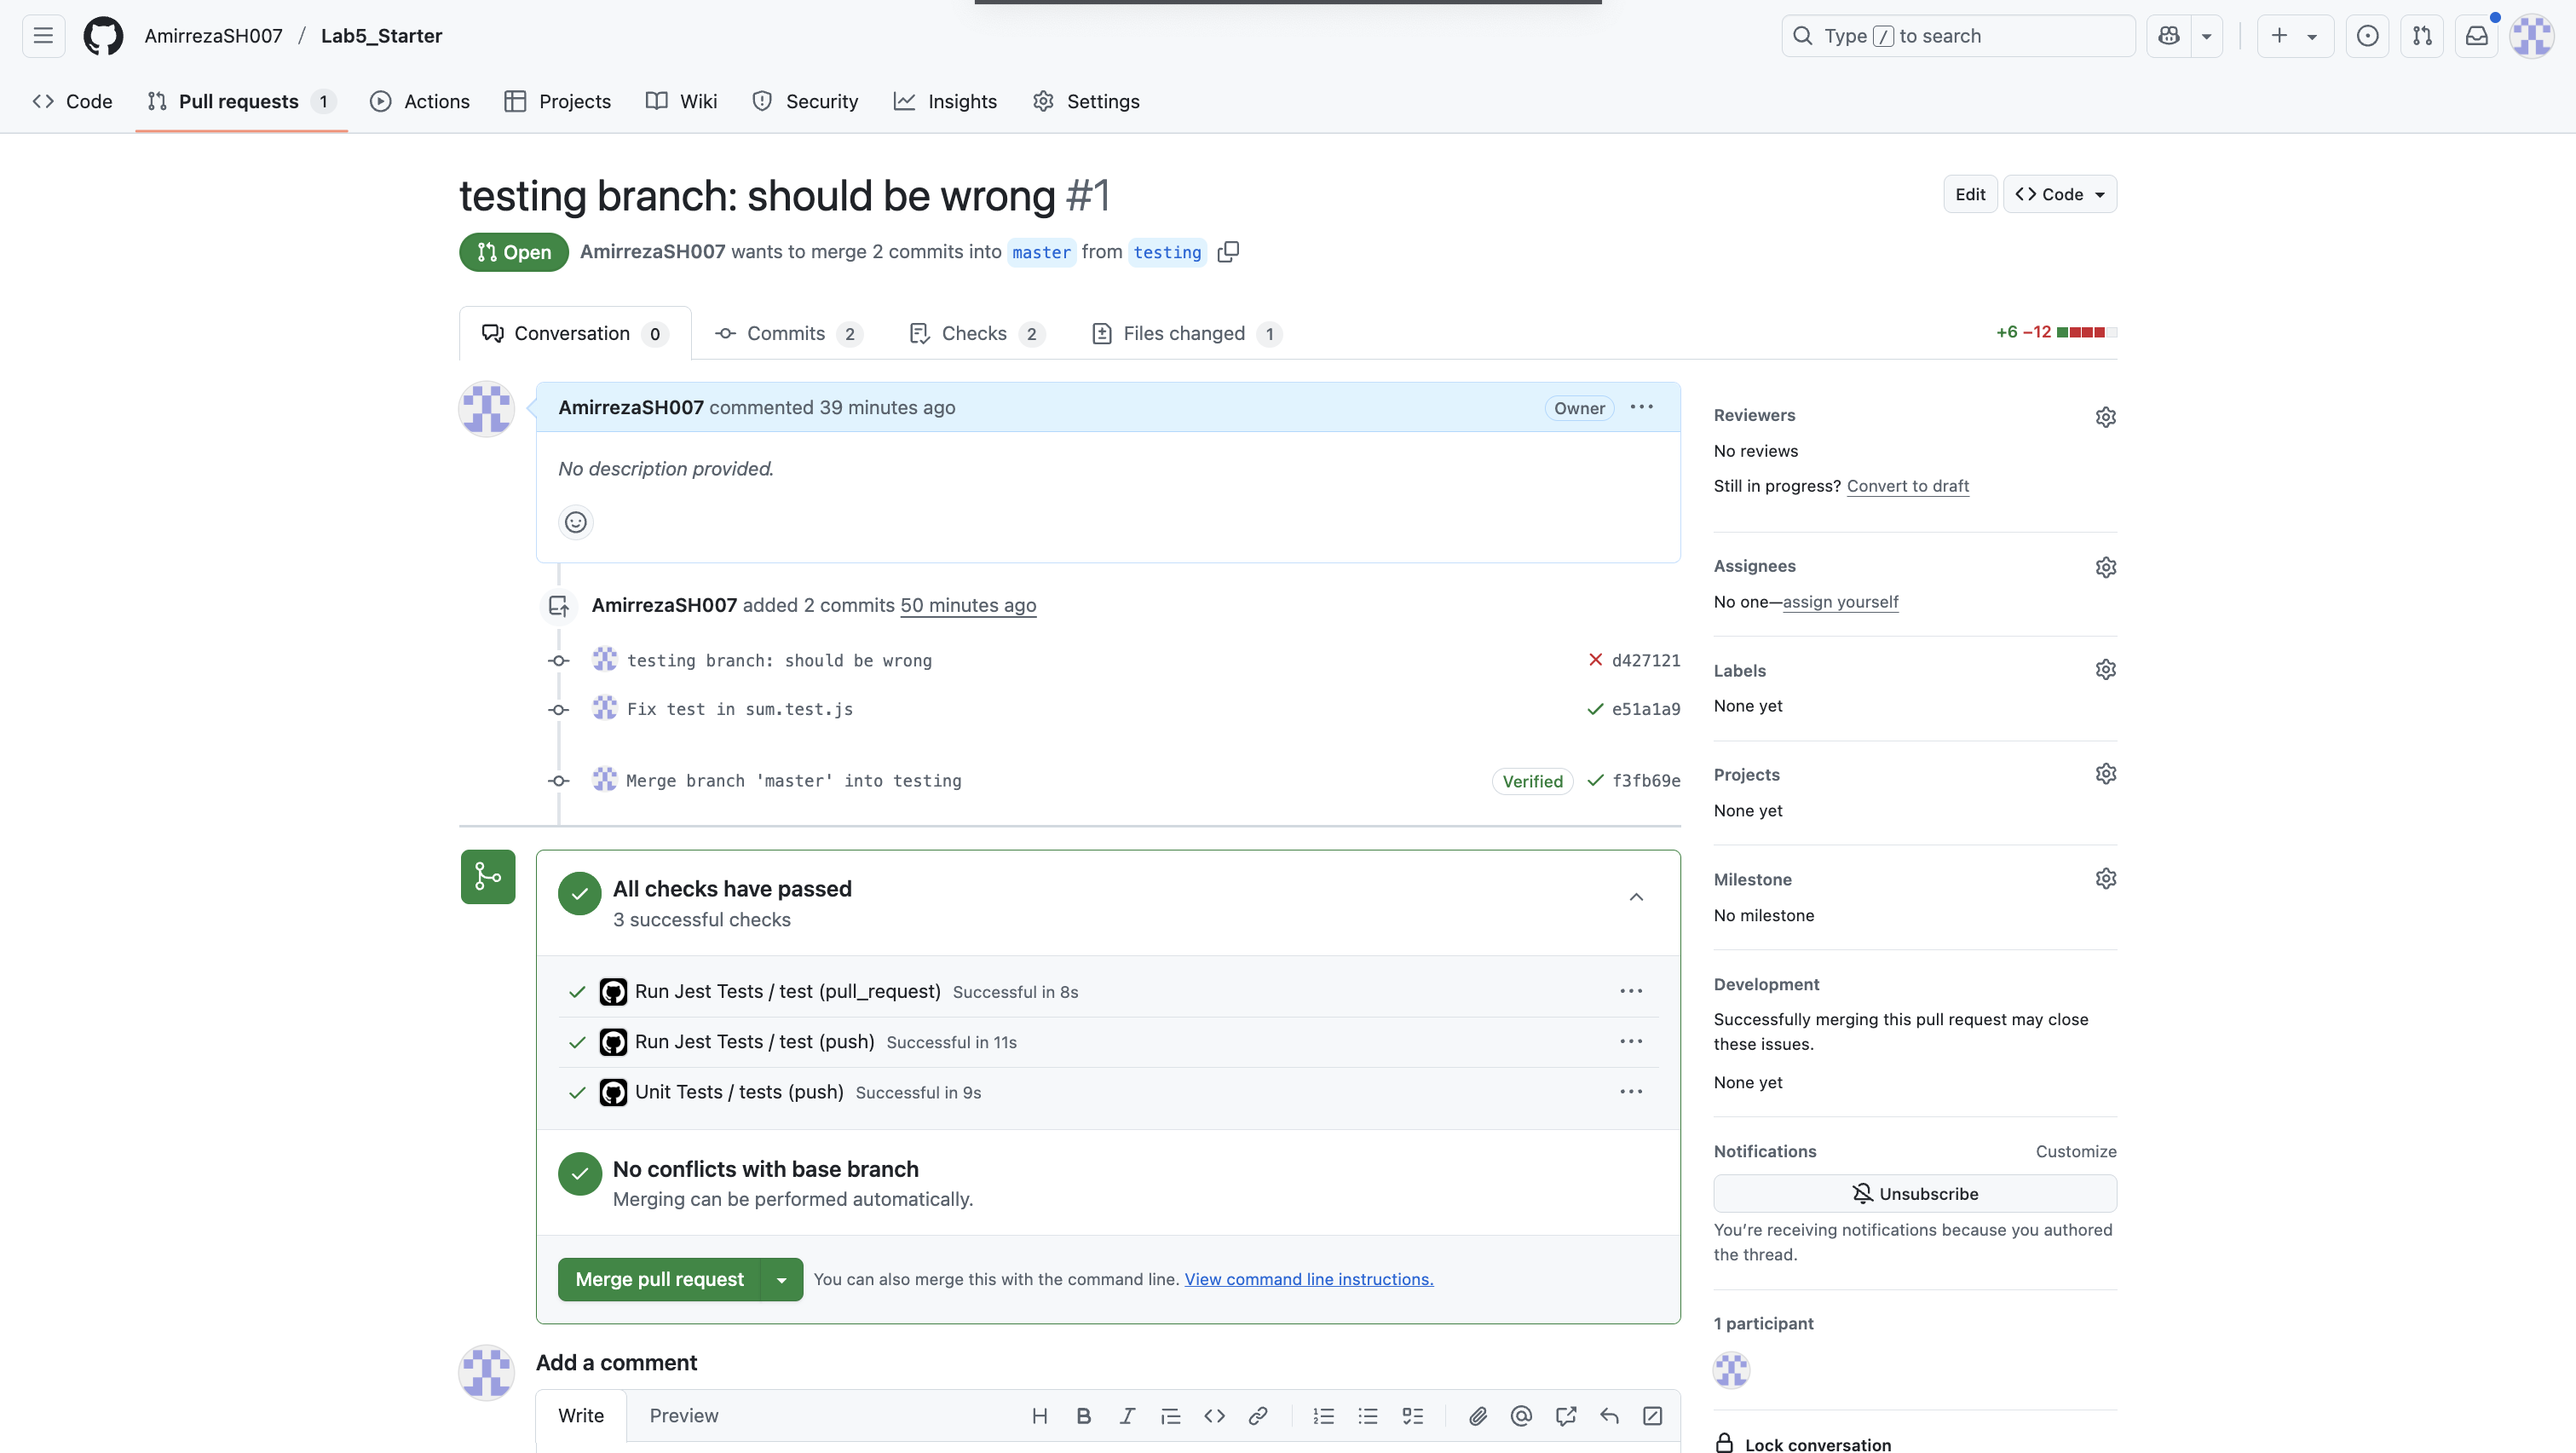 AmirrezaSH007 / Lab5_Starter
Type / to search
Code
Pull requests 1
Actions
Projects
Wiki
Security
Insights
Settings
testing branch: should be wrong #1
Edit
Code
Open
AmirrezaSH007 wants to merge 2 commits into master from testing
Conversation 0
Commits 2
Checks 2
Files changed 1
+6 −12
AmirrezaSH007 commented 39 minutes ago
Owner
No description provided.
AmirrezaSH007 added 2 commits 50 minutes ago
testing branch: should be wrong
d427121
Fix test in sum.test.js
e51a1a9
Merge branch 'master' into testing
Verified
f3fb69e
All checks have passed
3 successful checks
Run Jest Tests / test (pull_request) Successful in 8s
Run Jest Tests / test (push) Successful in 11s
Unit Tests / tests (push) Successful in 9s
No conflicts with base branch
Merging can be performed automatically.
Merge pull request
You can also merge this with the command line. View command line instructions.
Add a comment
Write
Preview
Reviewers
No reviews
Still in progress? Convert to draft
Assignees
No one—assign yourself
Labels
None yet
Projects
None yet
Milestone
No milestone
Development
Successfully merging this pull request may close
these issues.
None yet
Notifications
Customize
Unsubscribe
You’re receiving notifications because you authored
the thread.
1 participant
Lock conversation